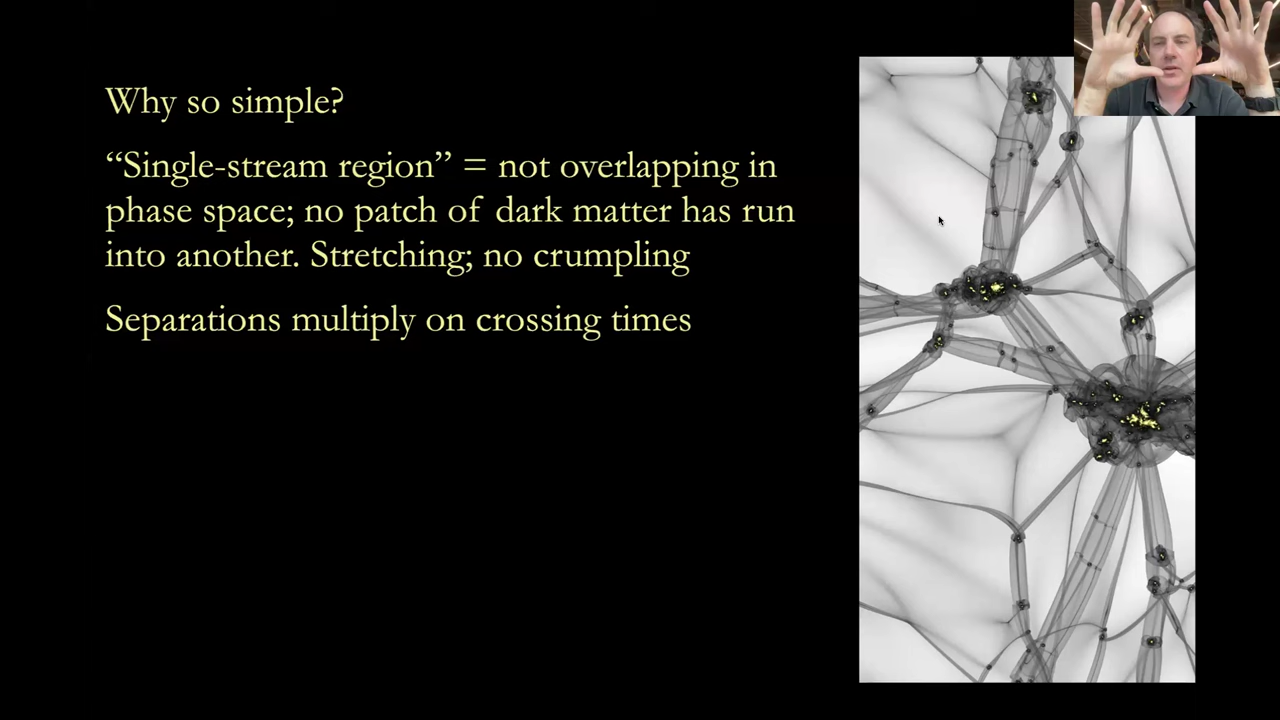 Why so simple?
“Single-stream region” = not overlapping in
phase space; no patch of dark matter has run
into another. Stretching; no crumpling
Separations multiply on crossing times